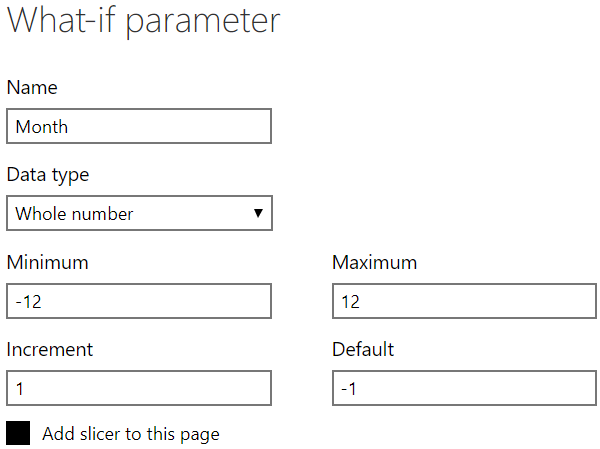 What-if parameter
Name
Month
Data type
Whole number
Minimum
Maximum
-12
12
Increment
Default
1
-1
Add slicer to this page